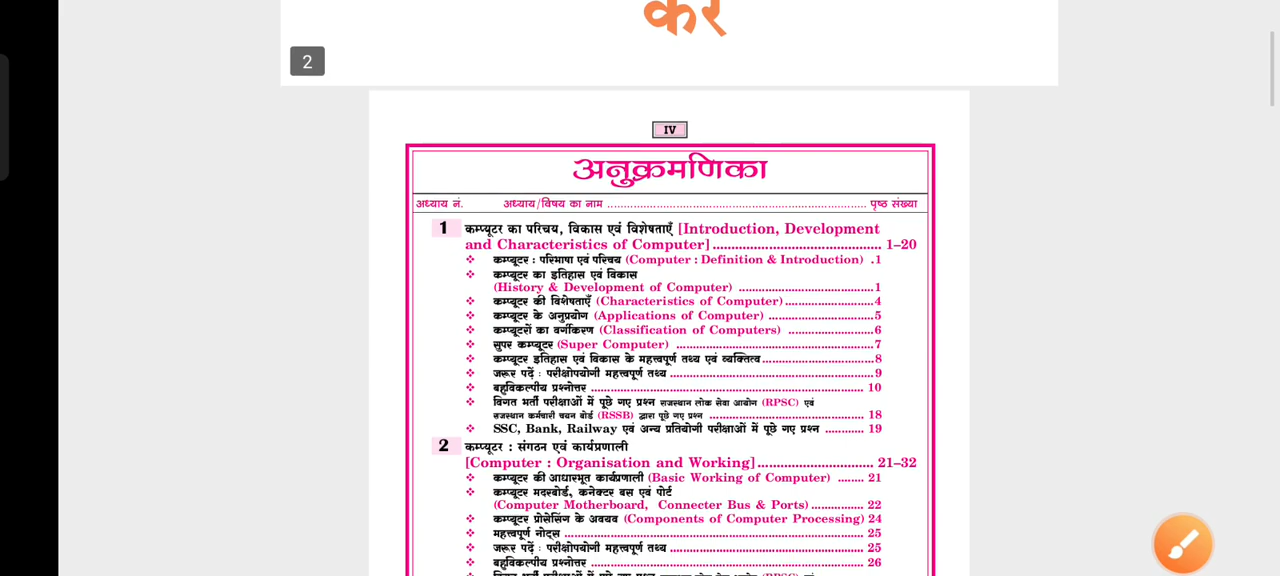 करें
2
IV
अनुक्रमणिका
अध्याय नं. अध्याय/विषय का नाम ........................................................................ पृष्ठ संख्या
1 कम्प्यूटर का परिचय, विकास एवं विशेषताएँ [Introduction, Development
and Characteristics of Computer] .......................................... 1–20
❖ कम्प्यूटर : परिभाषा एवं परिचय (Computer : Definition & Introduction) .1
❖ कम्प्यूटर का इतिहास एवं विकास
(History & Development of Computer) ...............................................1
❖ कम्प्यूटर की विशेषताएँ (Characteristics of Computer)...............................4
❖ कम्प्यूटर के अनुप्रयोग (Applications of Computer) .....................................5
❖ कम्प्यूटरों का वर्गीकरण (Classification of Computers) ..............................6
❖ सुपर कम्प्यूटर (Super Computer) .....................................................................7
❖ कम्प्यूटर इतिहास एवं विकास के महत्त्वपूर्ण तथ्य एवं व्यक्तित्व.......................................8
❖ जरूर पढ़ें : परीक्षोपयोगी महत्त्वपूर्ण तथ्य .......................................................................9
❖ बहुविकल्पीय प्रश्नोत्तर ............................................................................................... 10
❖ विगत भर्ती परीक्षाओं में पूछे गए प्रश्न राजस्थान लोक सेवा आयोग (RPSC) एवं
राजस्थान कर्मचारी चयन बोर्ड (RSSB) द्वारा पूछे गए प्रश्न ...................................................... 18
❖ SSC, Bank, Railway एवं अन्य प्रतियोगी परीक्षाओं में पूछे गए प्रश्न ............. 19
2 कम्प्यूटर : संगठन एवं कार्यप्रणाली
[Computer : Organisation and Working] ............................. 21–32
❖ कम्प्यूटर की आधारभूत कार्यप्रणाली (Basic Working of Computer) ........ 21
❖ कम्प्यूटर मदरबोर्ड, कनेक्टर बस एवं पोर्ट
(Computer Motherboard, Connecter Bus & Ports) .................. 22
❖ कम्प्यूटर प्रोसेसिंग के अवयव (Components of Computer Processing) 24
❖ महत्त्वपूर्ण नोट्स ......................................................................................................... 25
❖ जरूर पढ़ें : परीक्षोपयोगी महत्त्वपूर्ण तथ्य .................................................................... 25
❖ बहुविकल्पीय प्रश्नोत्तर ............................................................................................... 26